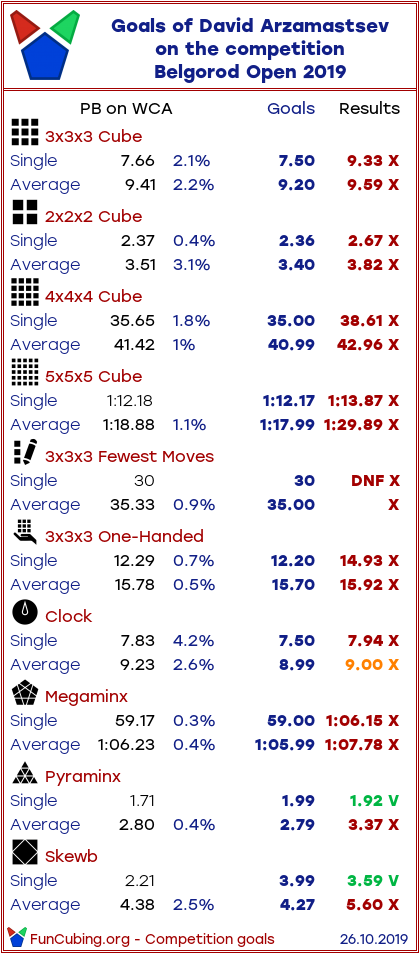 Goals of David Arzamastsev
on the competition
Belgorod Open 2019
PB on WCA Goals Results
3x3x3 Cube
Single 7.66 2.1% 7.50 9.33 X
Average 9.41 2.2% 9.20 9.59 X
2x2x2 Cube
Single 2.37 0.4% 2.36 2.67 X
Average 3.51 3.1% 3.40 3.82 X
4x4x4 Cube
Single 35.65 1.8% 35.00 38.61 X
Average 41.42 1% 40.99 42.96 X
5x5x5 Cube
Single 1:12.18 1:12.17 1:13.87 X
Average 1:18.88 1.1% 1:17.99 1:29.89 X
3x3x3 Fewest Moves
Single 30 30 DNF X
Average 35.33 0.9% 35.00 X
3x3x3 One-Handed
Single 12.29 0.7% 12.20 14.93 X
Average 15.78 0.5% 15.70 15.92 X
Clock
Single 7.83 4.2% 7.50 7.94 X
Average 9.23 2.6% 8.99 9.00 X
Megaminx
Single 59.17 0.3% 59.00 1:06.15 X
Average 1:06.23 0.4% 1:05.99 1:07.78 X
Pyraminx
Single 1.71 1.99 1.92 V
Average 2.80 0.4% 2.79 3.37 X
Skewb
Single 2.21 3.99 3.59 V
Average 4.38 2.5% 4.27 5.60 X
FunCubing.org - Competition goals 26.10.2019